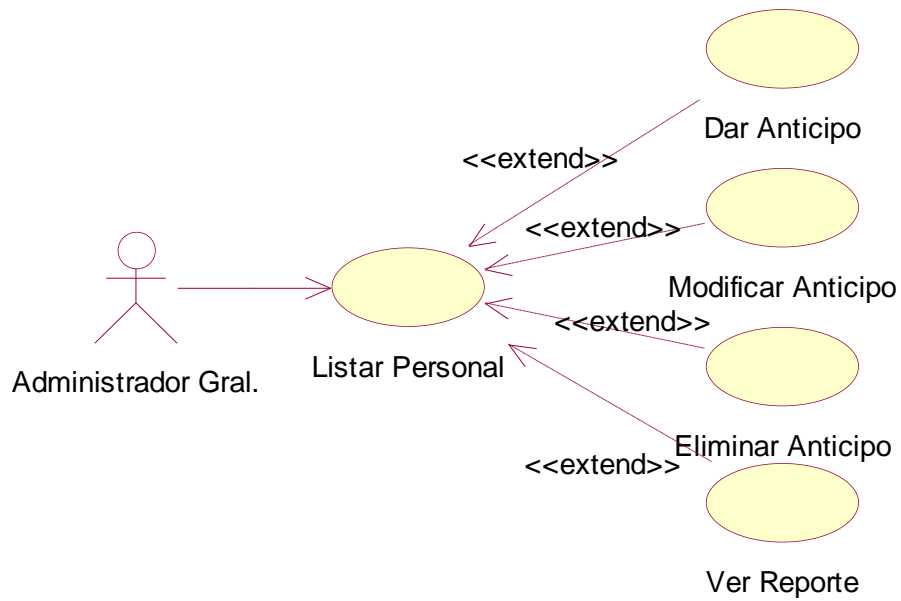 Dar Anticipo
<<extend>>
<<extend>>
Modificar Anticipo
<<extend>>
Listar Personal
Administrador Gral.
Eliminar Anticipo
<<extend>>
Ver Reporte